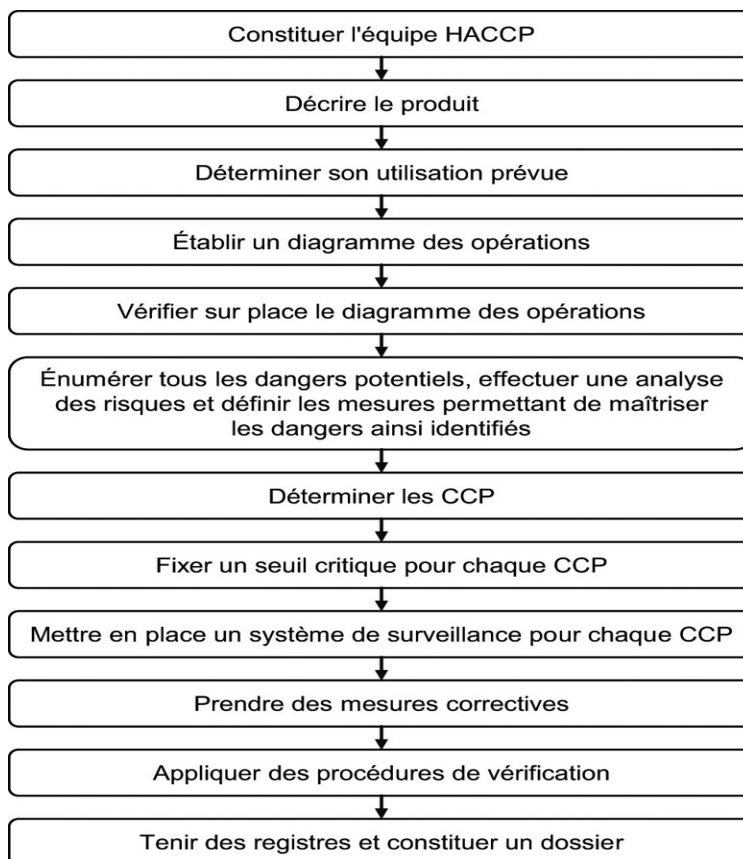 Constituer l'équipe HACCP
Décrire le produit
Déterminer son utilisation prévue
Établir un diagramme des opérations
Vérifier sur place le diagramme des opérations
Énumérer tous les dangers potentiels, effectuer une analyse
des risques et définir les mesures permettant de maîtriser
les dangers ainsi identifiés
Déterminer les CCP
Fixer un seuil critique pour chaque CCP
Mettre en place un système de surveillance pour chaque CCP
Prendre des mesures correctives
Appliquer des procédures de vérification
Tenir des registres et constituer un dossier